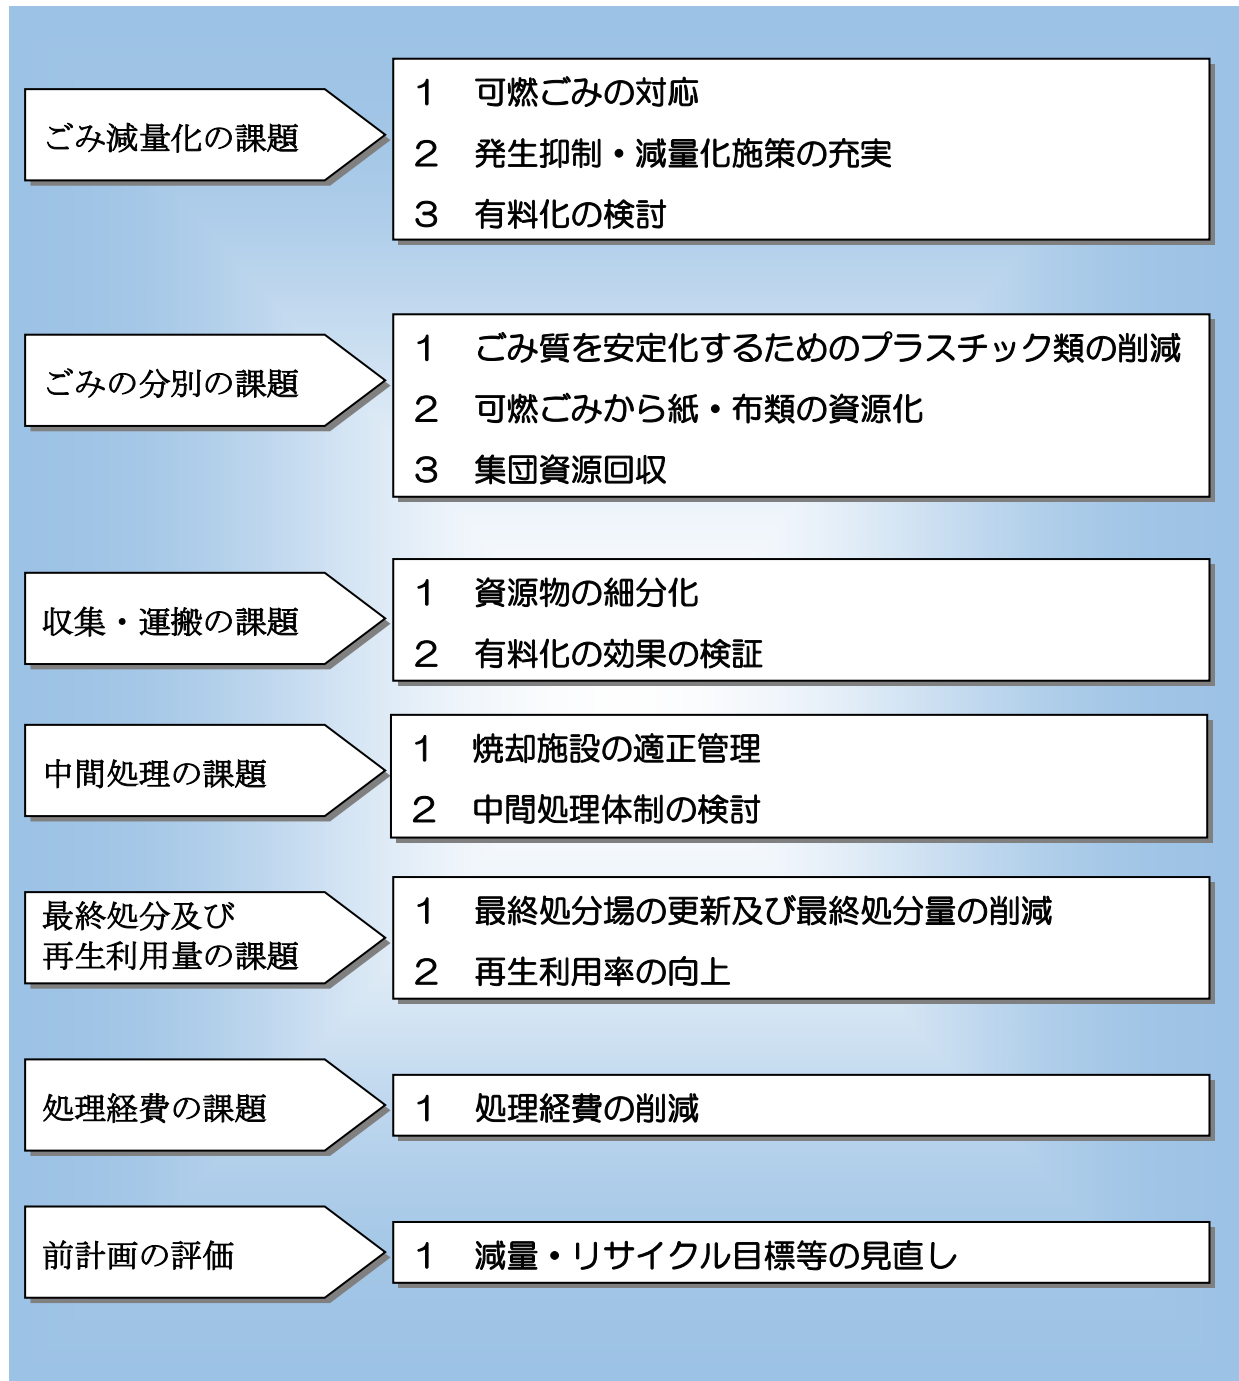 ごみ減量化の課題
１　可燃ごみの対応
２　発生抑制・減量化施策の充実
３　有料化の検討
ごみの分別の課題
１　ごみ質を安定化するためのプラスチック類の削減
２　可燃ごみから紙・布類の資源化
３　集団資源回収
収集・運搬の課題
１　資源物の細分化
２　有料化の効果の検証
中間処理の課題
１　焼却施設の適正管理
２　中間処理体制の検討
最終処分及び
再生利用量の課題
１　最終処分場の更新及び最終処分量の削減
２　再生利用率の向上
処理経費の課題
１　処理経費の削減
前計画の評価
１　減量・リサイクル目標等の見直し